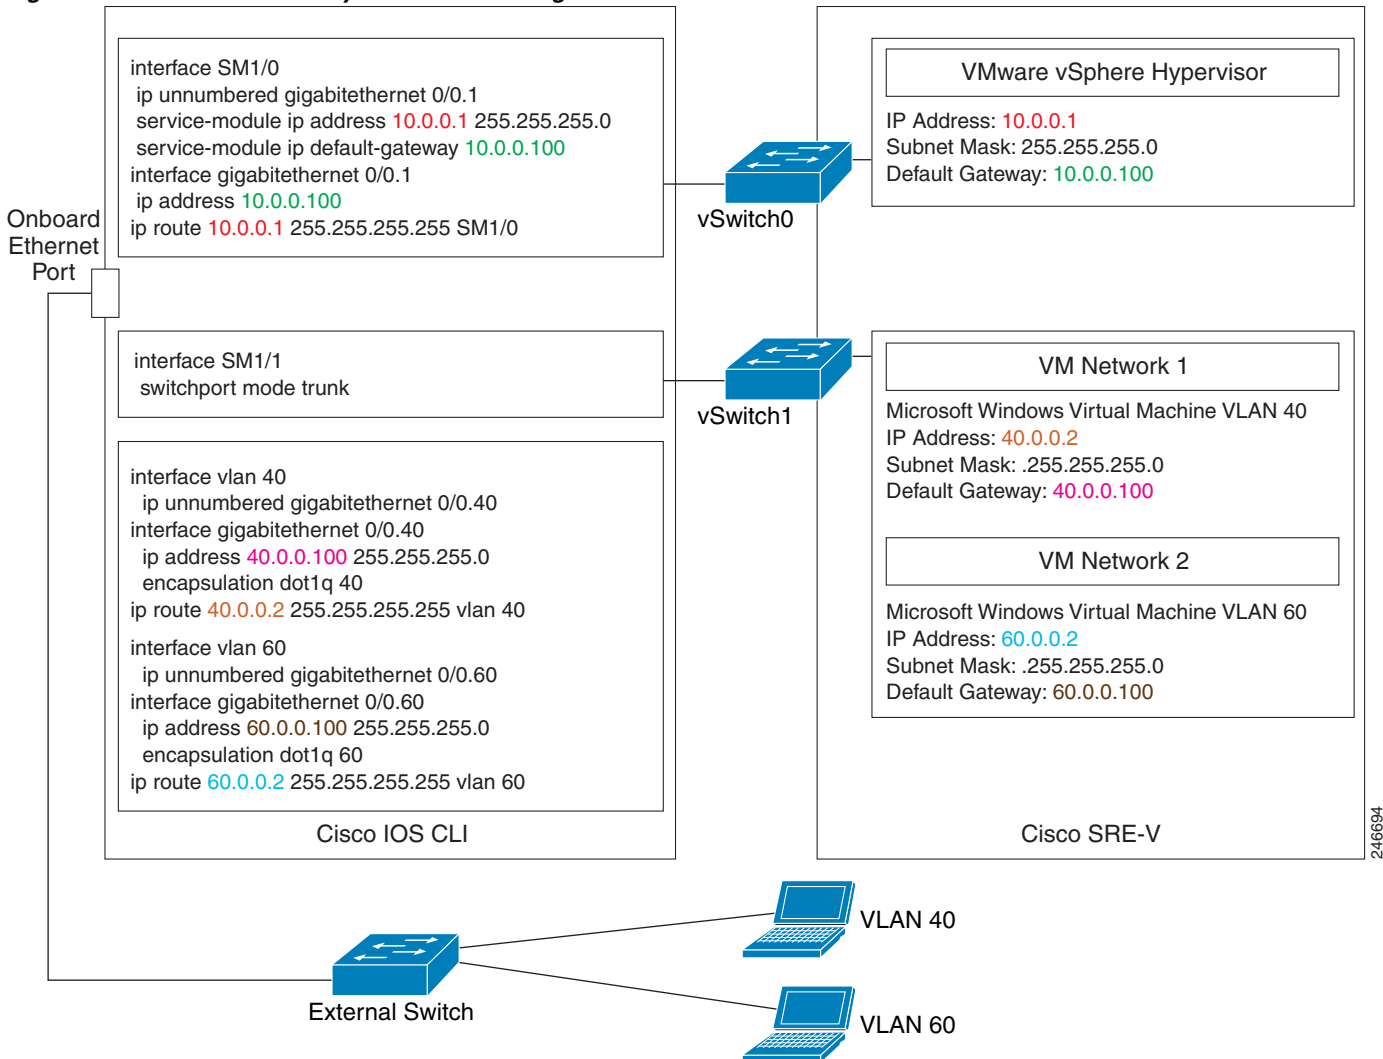 interface SM1/0
ip unnumbered gigabitethernet 0/0.1
service-module ip address 10.0.0.1 255.255.255.0
service-module ip default-gateway 10.0.0.100
interface gigabitethernet 0/0.1
ip address 10.0.0.100
ip route 10.0.0.1 255.255.255.255 SM1/0
Onboard
Ethernet
Port
interface SM1/1
switchport mode trunk
interface vlan 40
ip unnumbered gigabitethernet 0/0.40
interface gigabitethernet 0/0.40
ip address 40.0.0.100 255.255.255.0
encapsulation dot1q 40
ip route 40.0.0.2 255.255.255.255 vlan 40
interface vlan 60
ip unnumbered gigabitethernet 0/0.60
interface gigabitethernet 0/0.60
ip address 60.0.0.100 255.255.255.0
encapsulation dot1q 60
ip route 60.0.0.2 255.255.255.255 vlan 60
Cisco IOS CLI
vSwitch0
vSwitch1
VMware vSphere Hypervisor
IP Address: 10.0.0.1
Subnet Mask: 255.255.255.0
Default Gateway: 10.0.0.100
VM Network 1
Microsoft Windows Virtual Machine VLAN 40
IP Address: 40.0.0.2
Subnet Mask: .255.255.255.0
Default Gateway: 40.0.0.100
VM Network 2
Microsoft Windows Virtual Machine VLAN 60
IP Address: 60.0.0.2
Subnet Mask: .255.255.255.0
Default Gateway: 60.0.0.100
Cisco SRE-V
246694
External Switch
VLAN 40
VLAN 60